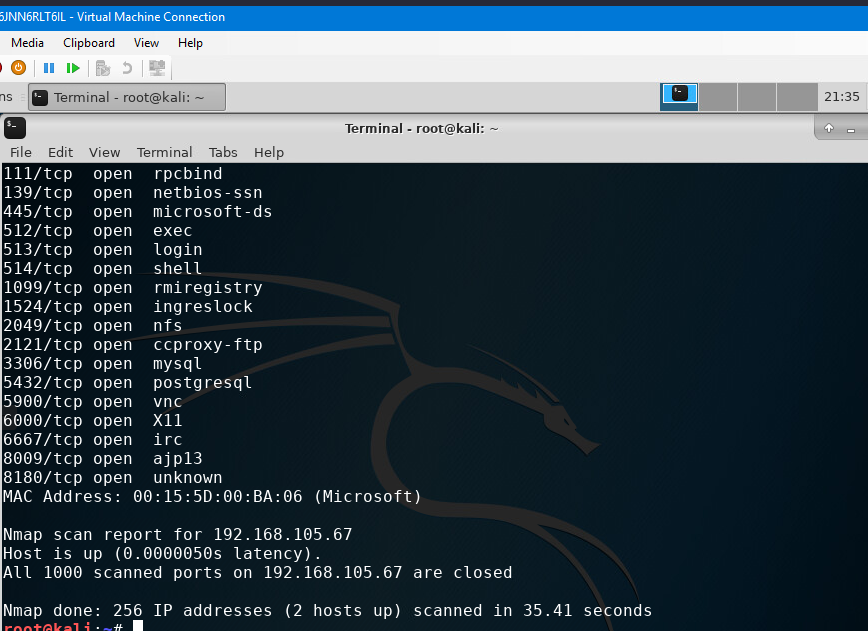 6JNN6RLT6IL - Virtual Machine Connection
Media Clipboard View Help
ns Terminal - root@kali: ~ 21:35
Terminal - root@kali: ~
File Edit View Terminal Tabs Help
111/tcp open rpcbind
139/tcp open netbios-ssn
445/tcp open microsoft-ds
512/tcp open exec
513/tcp open login
514/tcp open shell
1099/tcp open rmiregistry
1524/tcp open ingreslock
2049/tcp open nfs
2121/tcp open ccproxy-ftp
3306/tcp open mysql
5432/tcp open postgresql
5900/tcp open vnc
6000/tcp open X11
6667/tcp open irc
8009/tcp open ajp13
8180/tcp open unknown
MAC Address: 00:15:5D:00:BA:06 (Microsoft)
Nmap scan report for 192.168.105.67
Host is up (0.0000050s latency).
All 1000 scanned ports on 192.168.105.67 are closed
Nmap done: 256 IP addresses (2 hosts up) scanned in 35.41 seconds
root@kali:~#